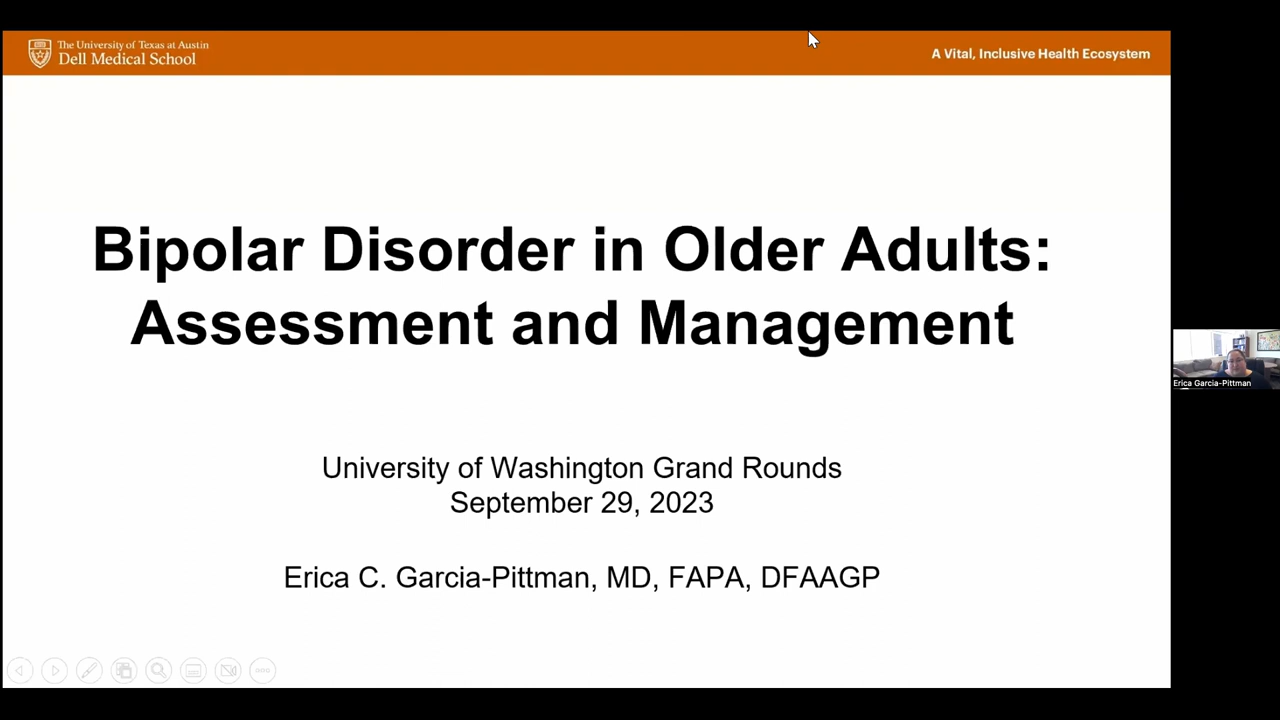 The University of Texas at Austin
Dell Medical School
A Vital, Inclusive Health Ecosystem
Bipolar Disorder in Older Adults:
Assessment and Management
University of Washington Grand Rounds
September 29, 2023
Erica C. Garcia-Pittman, MD, FAPA, DFAAGP
Erica Garcia-Pittman